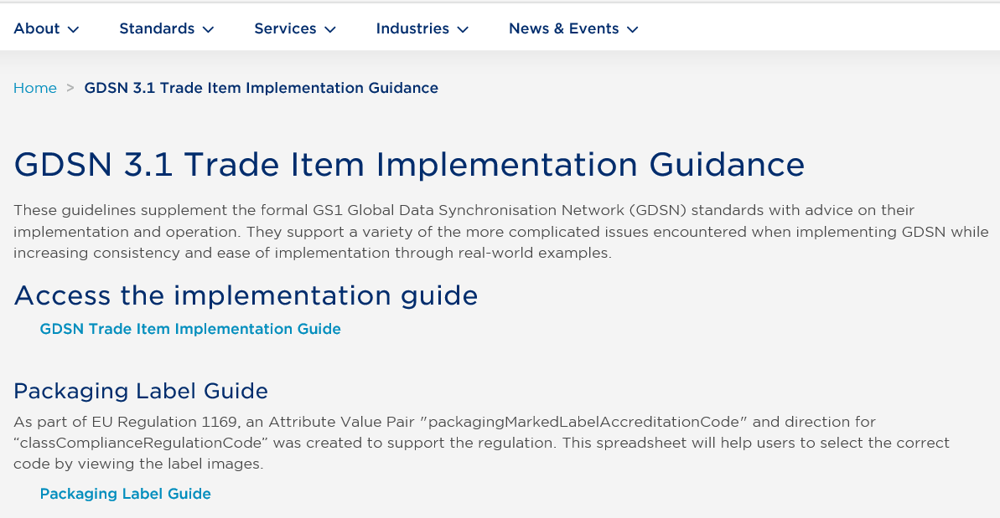 About Standards Services Industries News & Events
Home > GDSN 3.1 Trade Item Implementation Guidance
GDSN 3.1 Trade Item Implementation Guidance
These guidelines supplement the formal GS1 Global Data Synchronisation Network (GDSN) standards with advice on their
implementation and operation. They support a variety of the more complicated issues encountered when implementing GDSN while
increasing consistency and ease of implementation through real-world examples.
Access the implementation guide
GDSN Trade Item Implementation Guide
Packaging Label Guide
As part of EU Regulation 1169, an Attribute Value Pair "packagingMarkedLabelAccreditationCode" and direction for
“classComplianceRegulationCode” was created to support the regulation. This spreadsheet will help users to select the correct
code by viewing the label images.
Packaging Label Guide